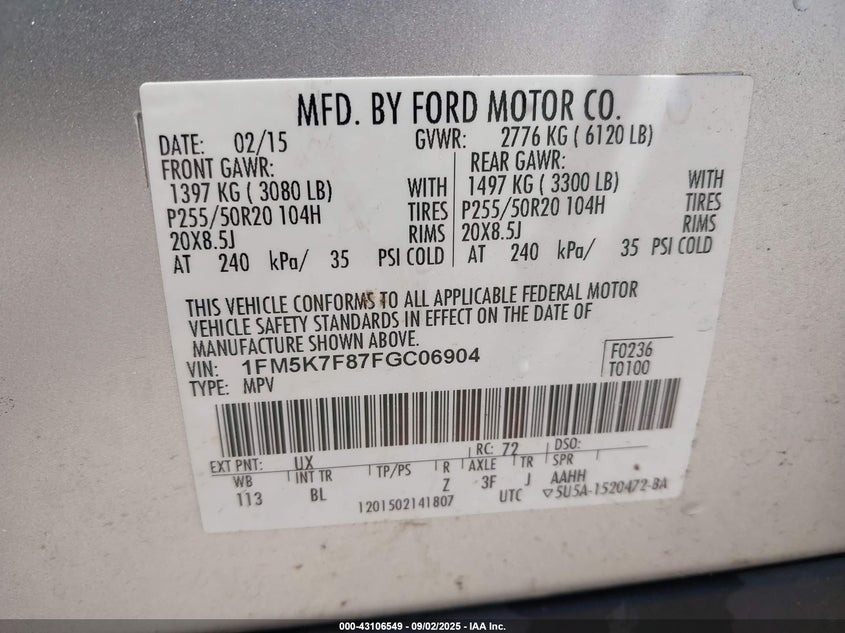 MFD. BY FORD MOTOR CO.
DATE: 02/15 GVWR: 2776 KG ( 6120 LB)
FRONT GAWR: REAR GAWR:
1397 KG ( 3080 LB) WITH 1497 KG ( 3300 LB) WITH
P255/50R20 104H TIRES P255/50R20 104H TIRES
20X8.5J RIMS 20X8.5J RIMS
AT 240 kPa/ 35 PSI COLD AT 240 kPa/ 35 PSI COLD
THIS VEHICLE CONFORMS TO ALL APPLICABLE FEDERAL MOTOR
VEHICLE SAFETY STANDARDS IN EFFECT ON THE DATE OF
MANUFACTURE SHOWN ABOVE.
VIN: 1FM5K7F87FGC06904 F0236
TYPE: MPV T0100
EXT PNT: UX RC: 72 DSO:
WB INT TR TP/PS R AXLE TR SPR
113 BL Z 3F J AAHH
1201502141807 UTC ▽5U5A-1520472-BA
000-43106549 - 09/02/2025 - IAA Inc.